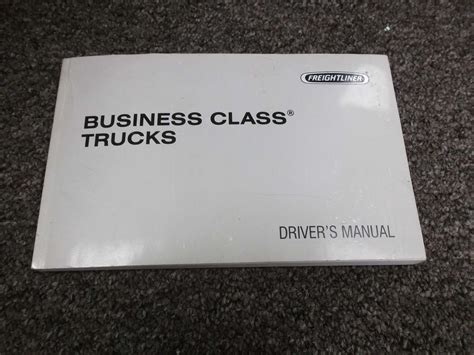 FREIGHTLINER
BUSINESS CLASS®
TRUCKS
DRIVER'S MANUAL